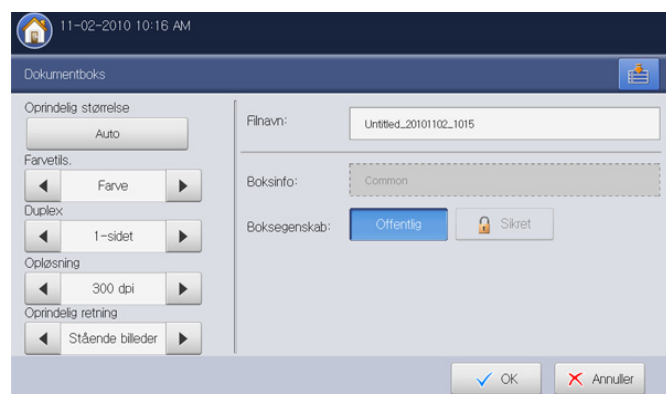 11-02-2010 10:16 AM
Dokumentboks
Oprindelig størrelse
Auto
Farvetils.
Farve
Duplex
1-sidet
Opløsning
300 dpi
Oprindelig retning
Stående billeder
Filnavn:
Untitled_20101102_1015
Boksinfo:
Common
Boksegenskab:
Offentlig
Sikret
OK
Annuller